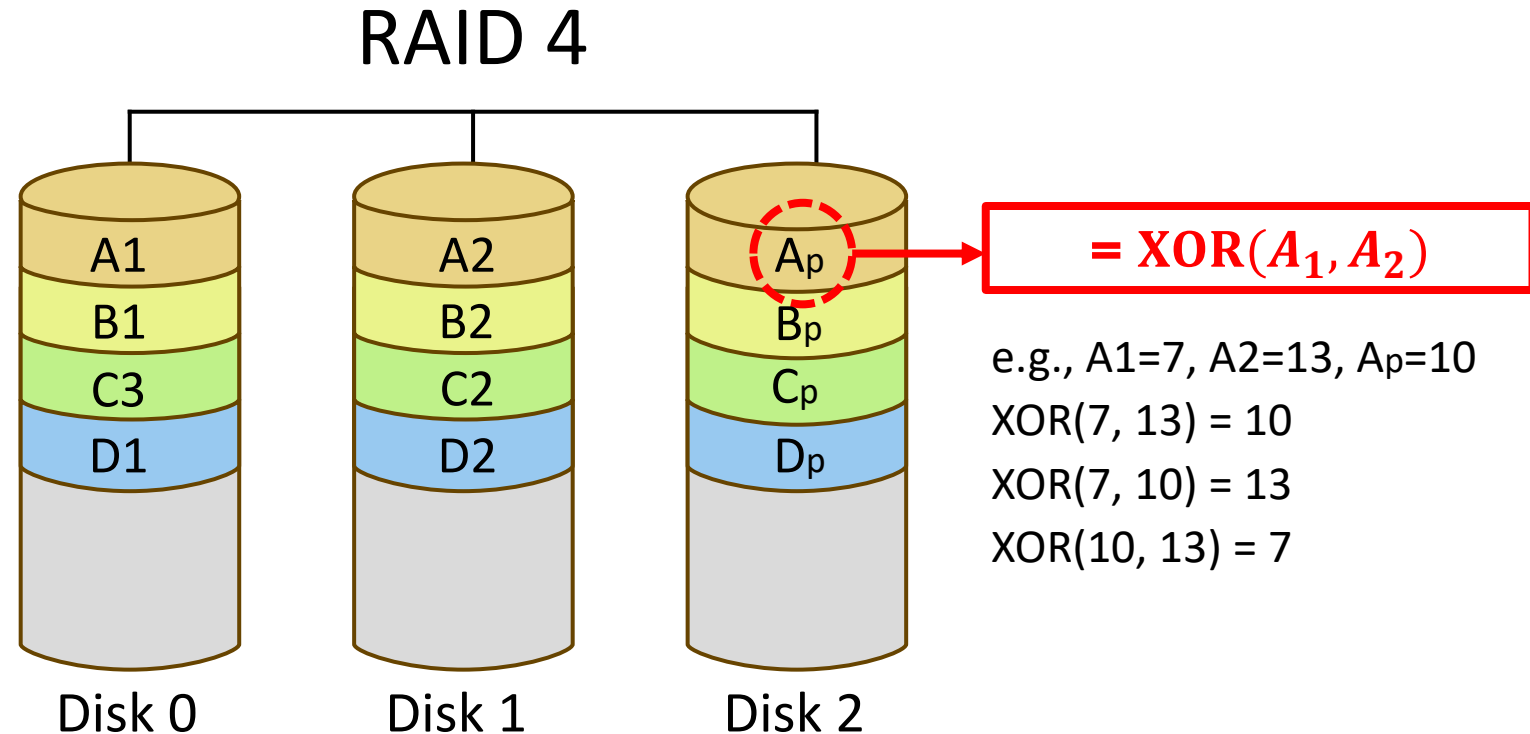 RAID 4
A1
B1
C3
D1
Disk 0
A2
B2
C2
D2
Disk 1
Ap
Bp
Cp
Dp
Disk 2
= XOR(A₁, A₂)
e.g., A1=7, A2=13, Ap=10
XOR(7, 13) = 10
XOR(7, 10) = 13
XOR(10, 13) = 7